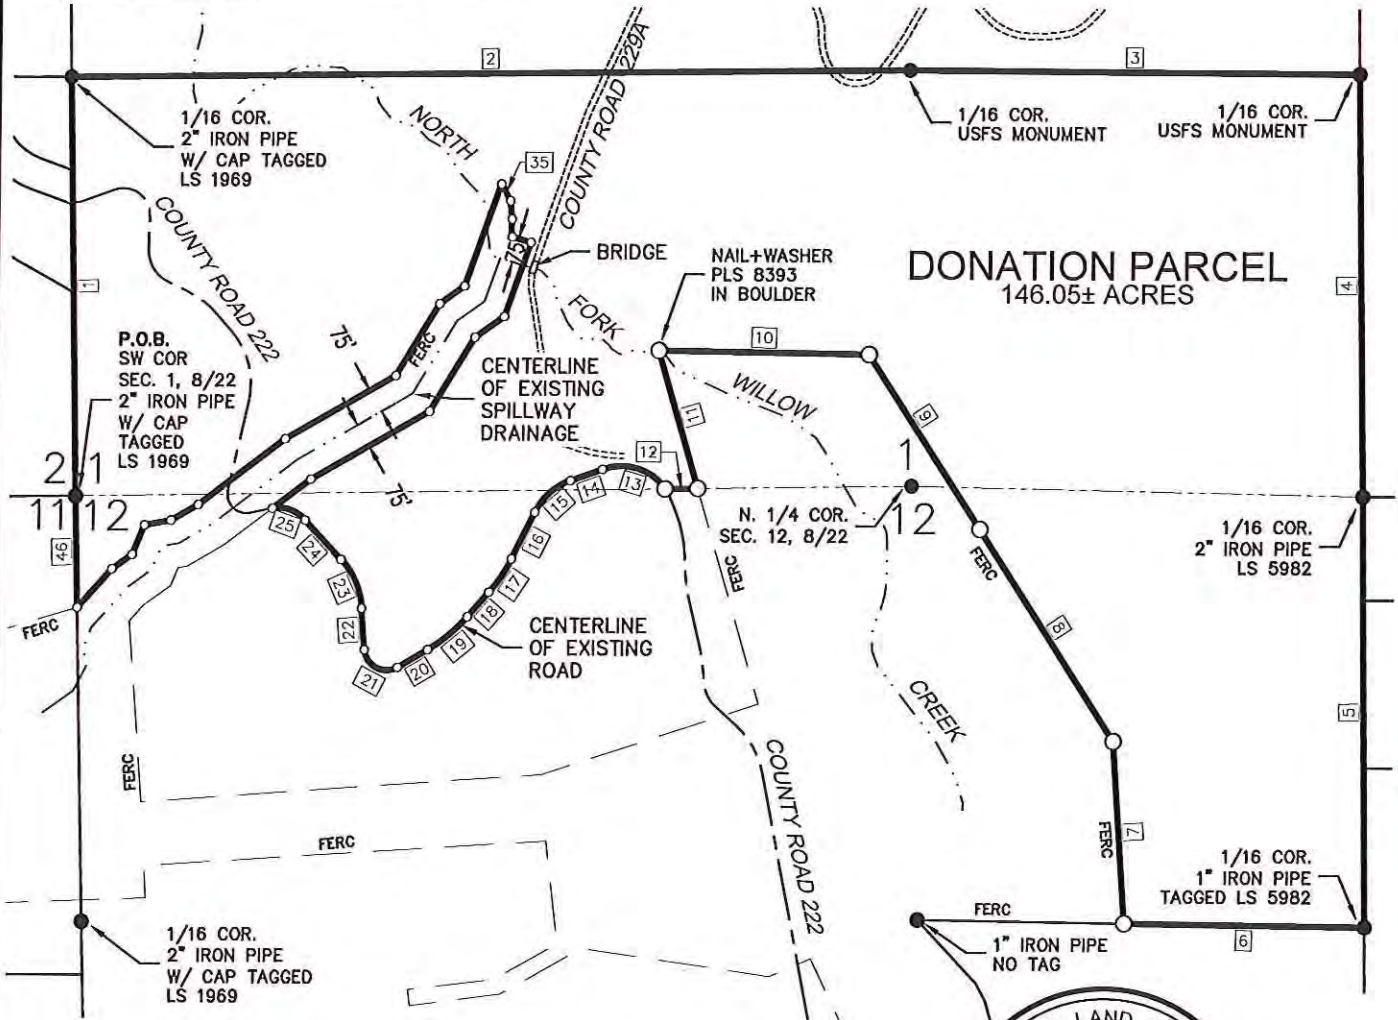 2
3
1/16 COR.
2" IRON PIPE
W/ CAP TAGGED
LS 1969
NORTH
35
COUNTY ROAD 229A
1/16 COR.
USFS MONUMENT
1/16 COR.
USFS MONUMENT
COUNTY ROAD 222
75'
BRIDGE
NAIL+WASHER
PLS 8393
IN BOULDER
DONATION PARCEL
146.05± ACRES
1
4
P.O.B.
SW COR
SEC. 1, 8/22
2" IRON PIPE
W/ CAP
TAGGED
LS 1969
75'
FERC
FORK
10
CENTERLINE
OF EXISTING
SPILLWAY
DRAINAGE
WILLOW
11
9
12
2 1
11 12
75'
25
24
23
22
21
20
19
18
17
16
15
14
13
1
12
N. 1/4 COR.
SEC. 12, 8/22
1/16 COR.
2" IRON PIPE
LS 5982
46
FERC
FERC
FERC
8
CENTERLINE
OF EXISTING
ROAD
CREEK
5
FERC
COUNTY ROAD 222
FERC
FERC
7
1/16 COR.
1" IRON PIPE
TAGGED LS 5982
FERC
6
1" IRON PIPE
NO TAG
1/16 COR.
2" IRON PIPE
W/ CAP TAGGED
LS 1969
LAND